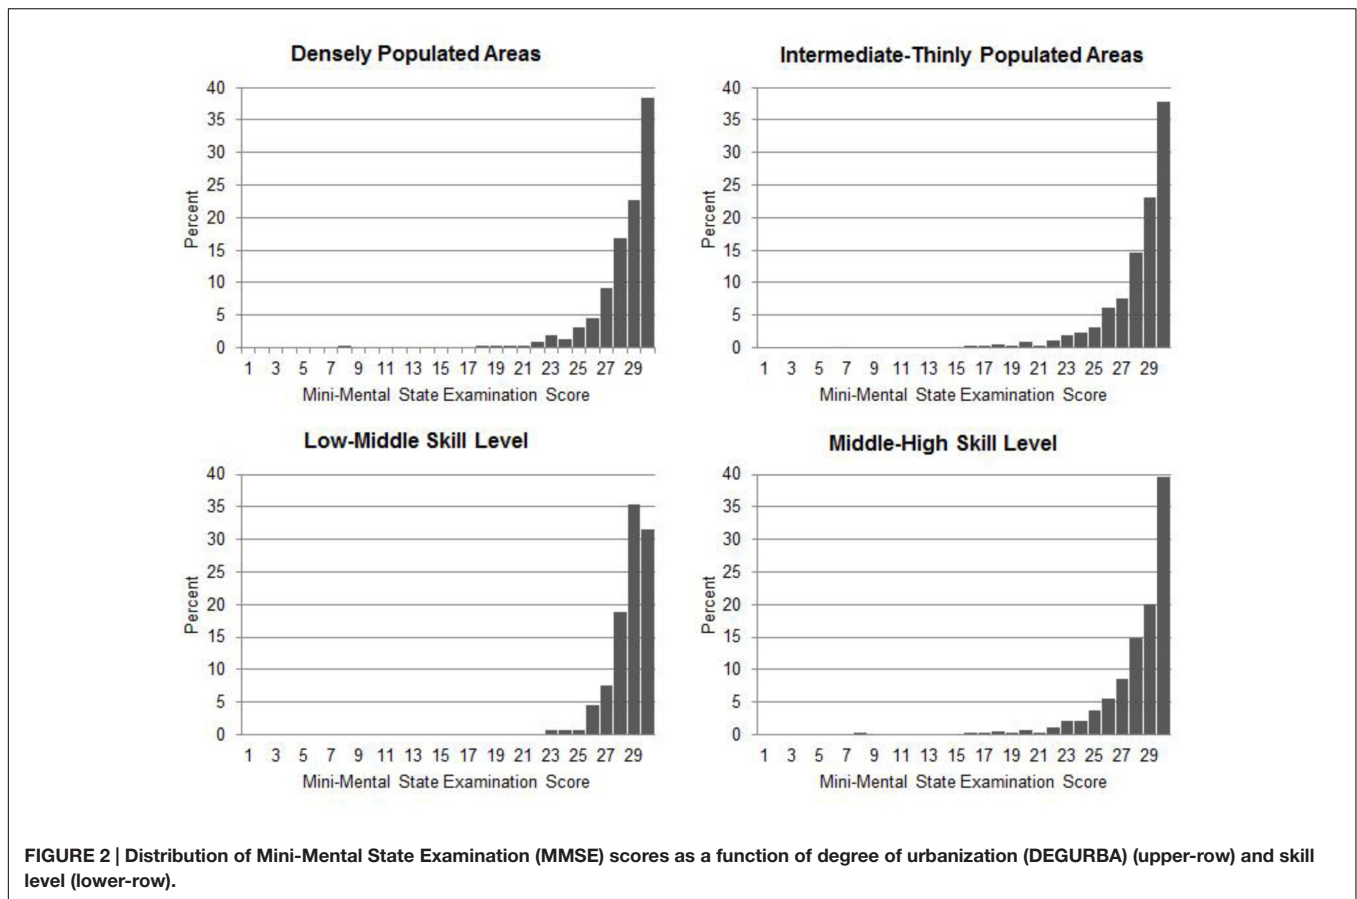 Densely Populated Areas
40
35
30
25
20
15
10
5
0
Percent
1 3 5 7 9 11 13 15 17 19 21 23 25 27 29
Mini-Mental State Examination Score
Intermediate-Thinly Populated Areas
40
35
30
25
20
15
10
5
0
Percent
1 3 5 7 9 11 13 15 17 19 21 23 25 27 29
Mini-Mental State Examination Score
Low-Middle Skill Level
40
35
30
25
20
15
10
5
0
Percent
1 3 5 7 9 11 13 15 17 19 21 23 25 27 29
Mini-Mental State Examination Score
Middle-High Skill Level
40
35
30
25
20
15
10
5
0
Percent
1 3 5 7 9 11 13 15 17 19 21 23 25 27 29
Mini-Mental State Examination Score
FIGURE 2 | Distribution of Mini-Mental State Examination (MMSE) scores as a function of degree of urbanization (DEGURBA) (upper-row) and skill
level (lower-row).